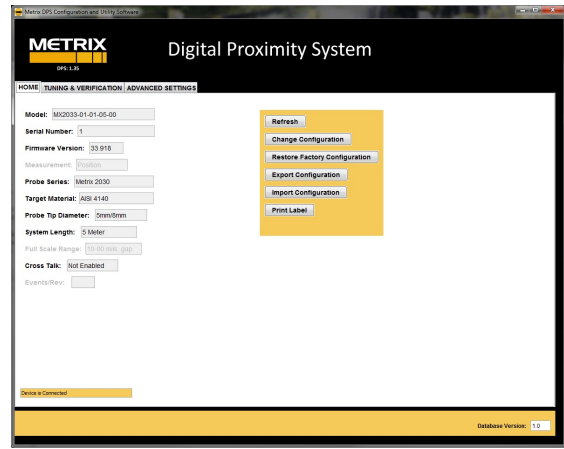 Metrix DPS Configuration and Utility Software
METRIX
DPS: 1.35
Digital Proximity System
HOME TUNING & VERIFICATION ADVANCED SETTINGS
Model: MX2033-01-01-05-00
Serial Number: 1
Firmware Version: 33.918
Measurement: Position
Probe Series: Metrix 2030
Target Material: AISI 4140
Probe Tip Diameter: 5mm/8mm
System Length: 5 Meter
Full Scale Range: 10-90 mils, gap
Cross Talk: Not Enabled
Events/Rev:
Refresh
Change Configuration
Restore Factory Configuration
Export Configuration
Import Configuration
Print Label
Device is Connected
Database Version: 1.0